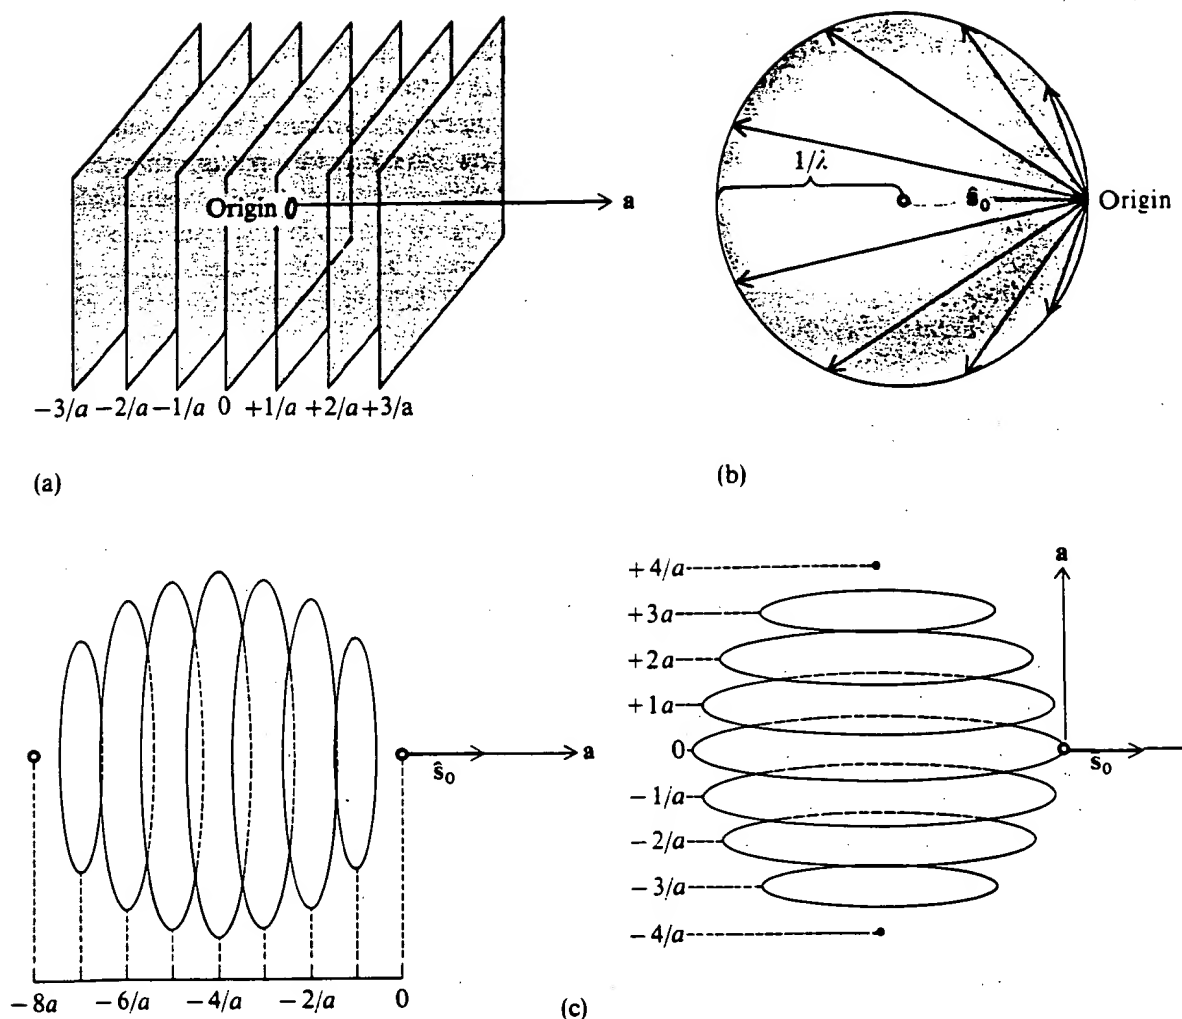 Origin 0
a
−3/a −2/a −1/a 0 +1/a +2/a +3/a
(a)
1/λ
ŝ₀
Origin
(b)
ŝ₀
a
−8a −6/a −4/a −2/a 0
+4/a
+3a
+2a
+1a
0
−1/a
−2/a
−3/a
−4/a
a
s₀
(c)